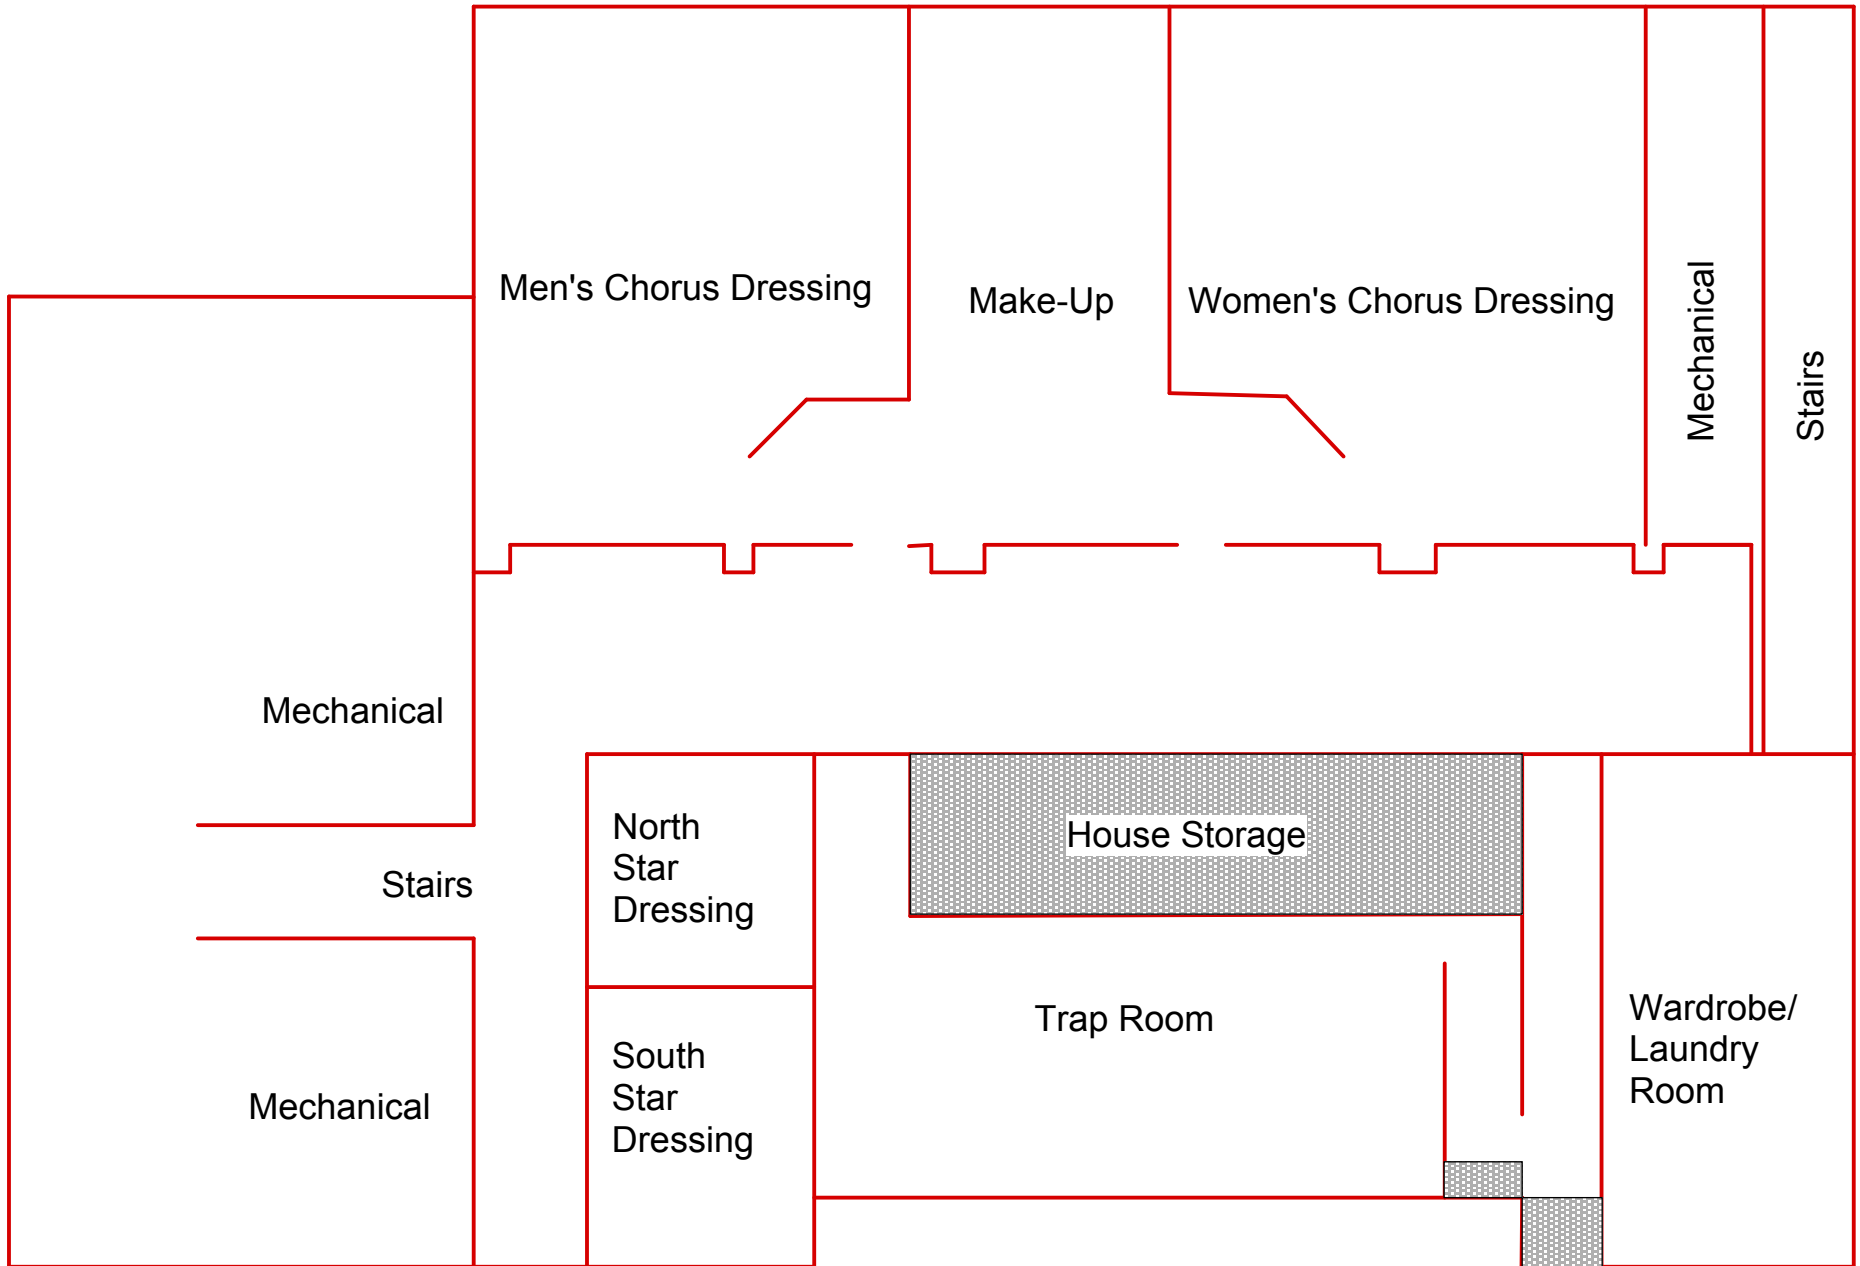 Men's Chorus Dressing
Make-Up
Women's Chorus Dressing
Mechanical
Stairs
Mechanical
North
Star
Dressing
House Storage
Stairs
Trap Room
Wardrobe/
Laundry
Room
South
Star
Dressing
Mechanical